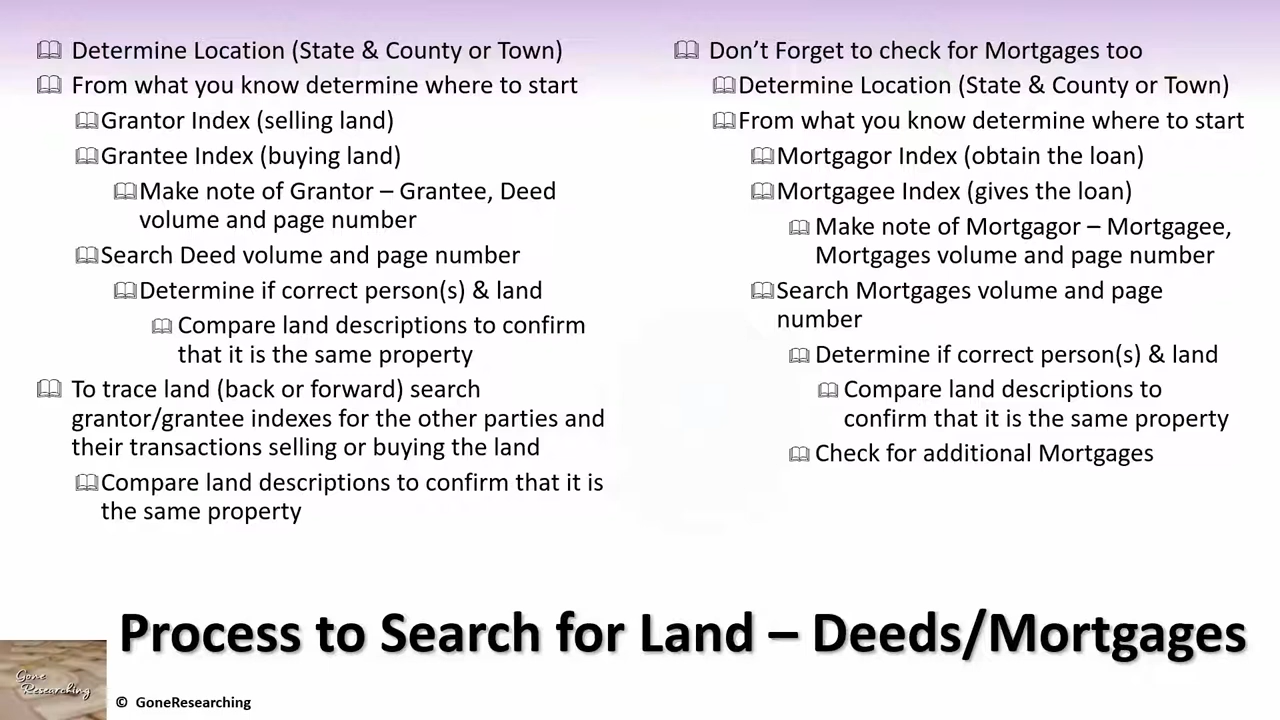 Determine Location (State & County or Town)
From what you know determine where to start
Grantor Index (selling land)
Grantee Index (buying land)
Make note of Grantor – Grantee, Deed
volume and page number
Search Deed volume and page number
Determine if correct person(s) & land
Compare land descriptions to confirm
that it is the same property
To trace land (back or forward) search
grantor/grantee indexes for the other parties and
their transactions selling or buying the land
Compare land descriptions to confirm that it is
the same property
Don’t Forget to check for Mortgages too
Determine Location (State & County or Town)
From what you know determine where to start
Mortgagor Index (obtain the loan)
Mortgagee Index (gives the loan)
Make note of Mortgagor – Mortgagee,
Mortgages volume and page number
Search Mortgages volume and page
number
Determine if correct person(s) & land
Compare land descriptions to
confirm that it is the same property
Check for additional Mortgages
Process to Search for Land – Deeds/Mortgages
Gone
Researching
© GoneResearching